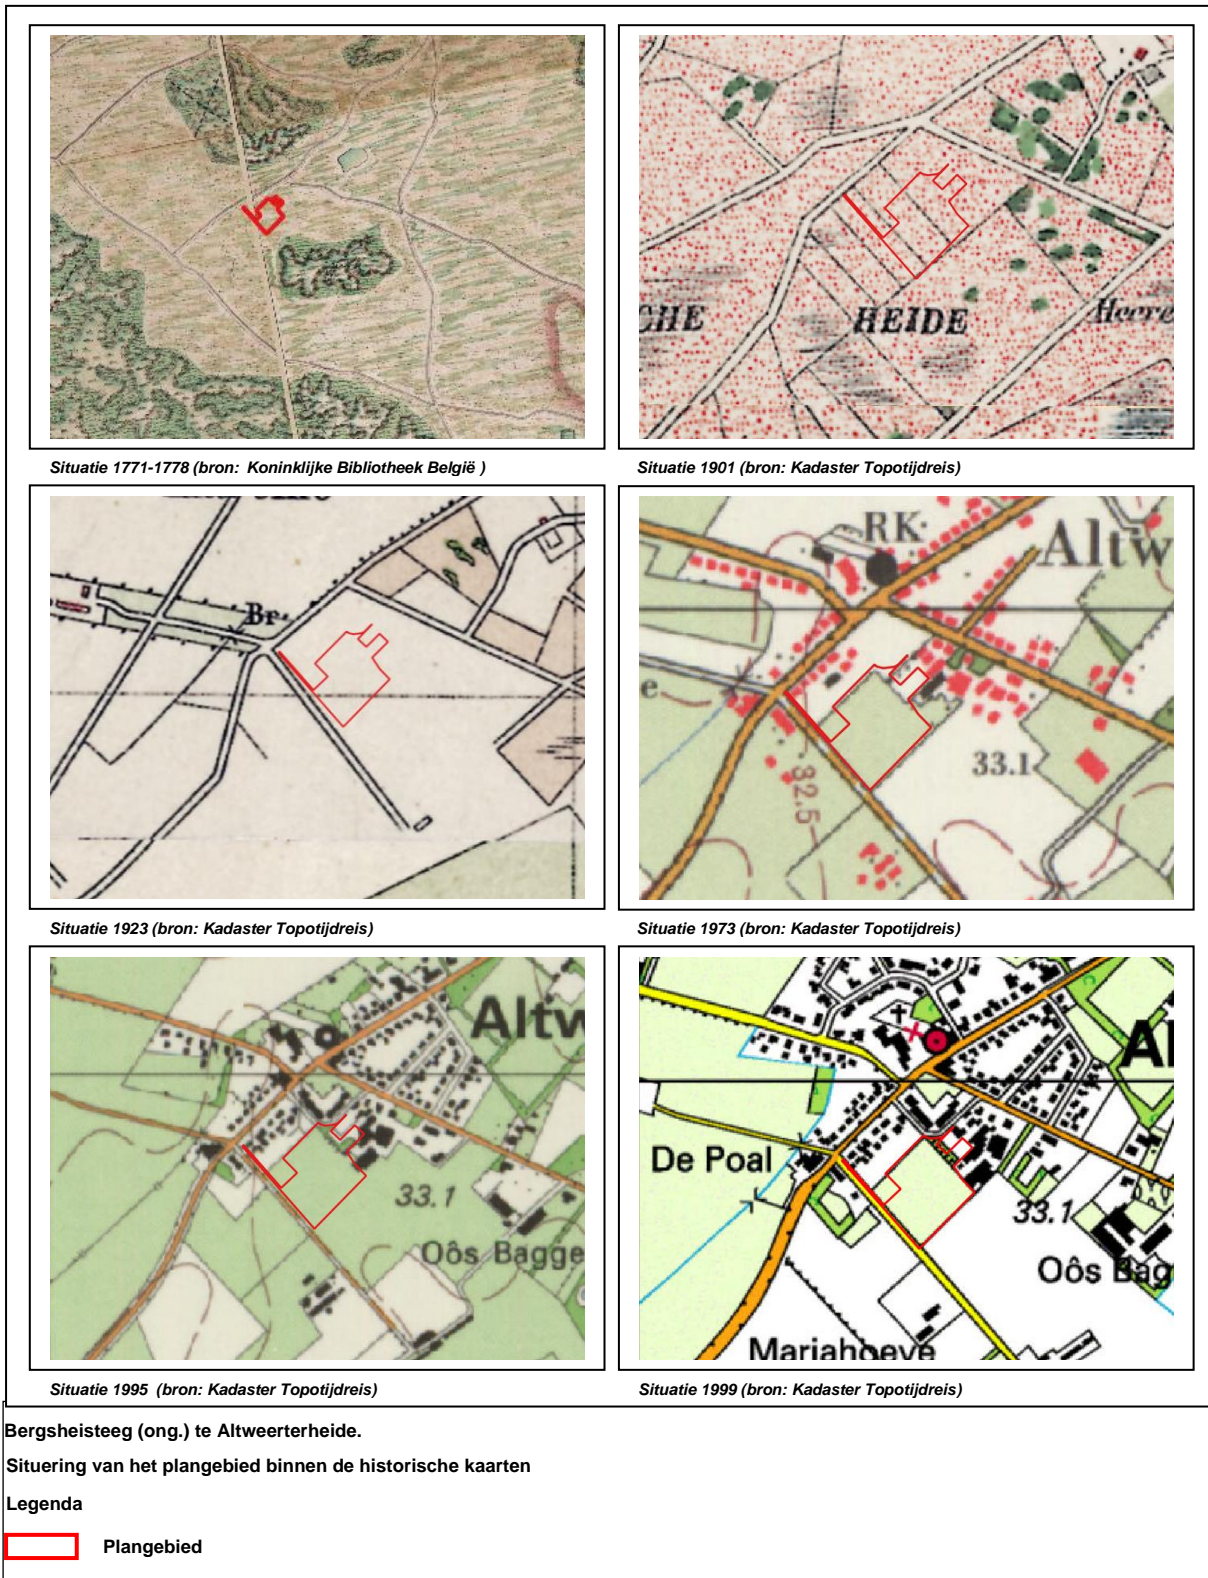 CHE
HEIDE
Heere
Situatie 1771-1778 (bron: Koninklijke Bibliotheek België )
Situatie 1901 (bron: Kadaster Topotijdreis)
Br
RK
Altw
e
33.1
32.5
Situatie 1923 (bron: Kadaster Topotijdreis)
Situatie 1973 (bron: Kadaster Topotijdreis)
Altw
33.1
Oôs Bagge
Al
De Poal
33.1
Oôs Bag
Mariahoeve
Situatie 1995 (bron: Kadaster Topotijdreis)
Situatie 1999 (bron: Kadaster Topotijdreis)
Bergsheisteeg (ong.) te Altweerterheide.
Situering van het plangebied binnen de historische kaarten
Legenda
Plangebied